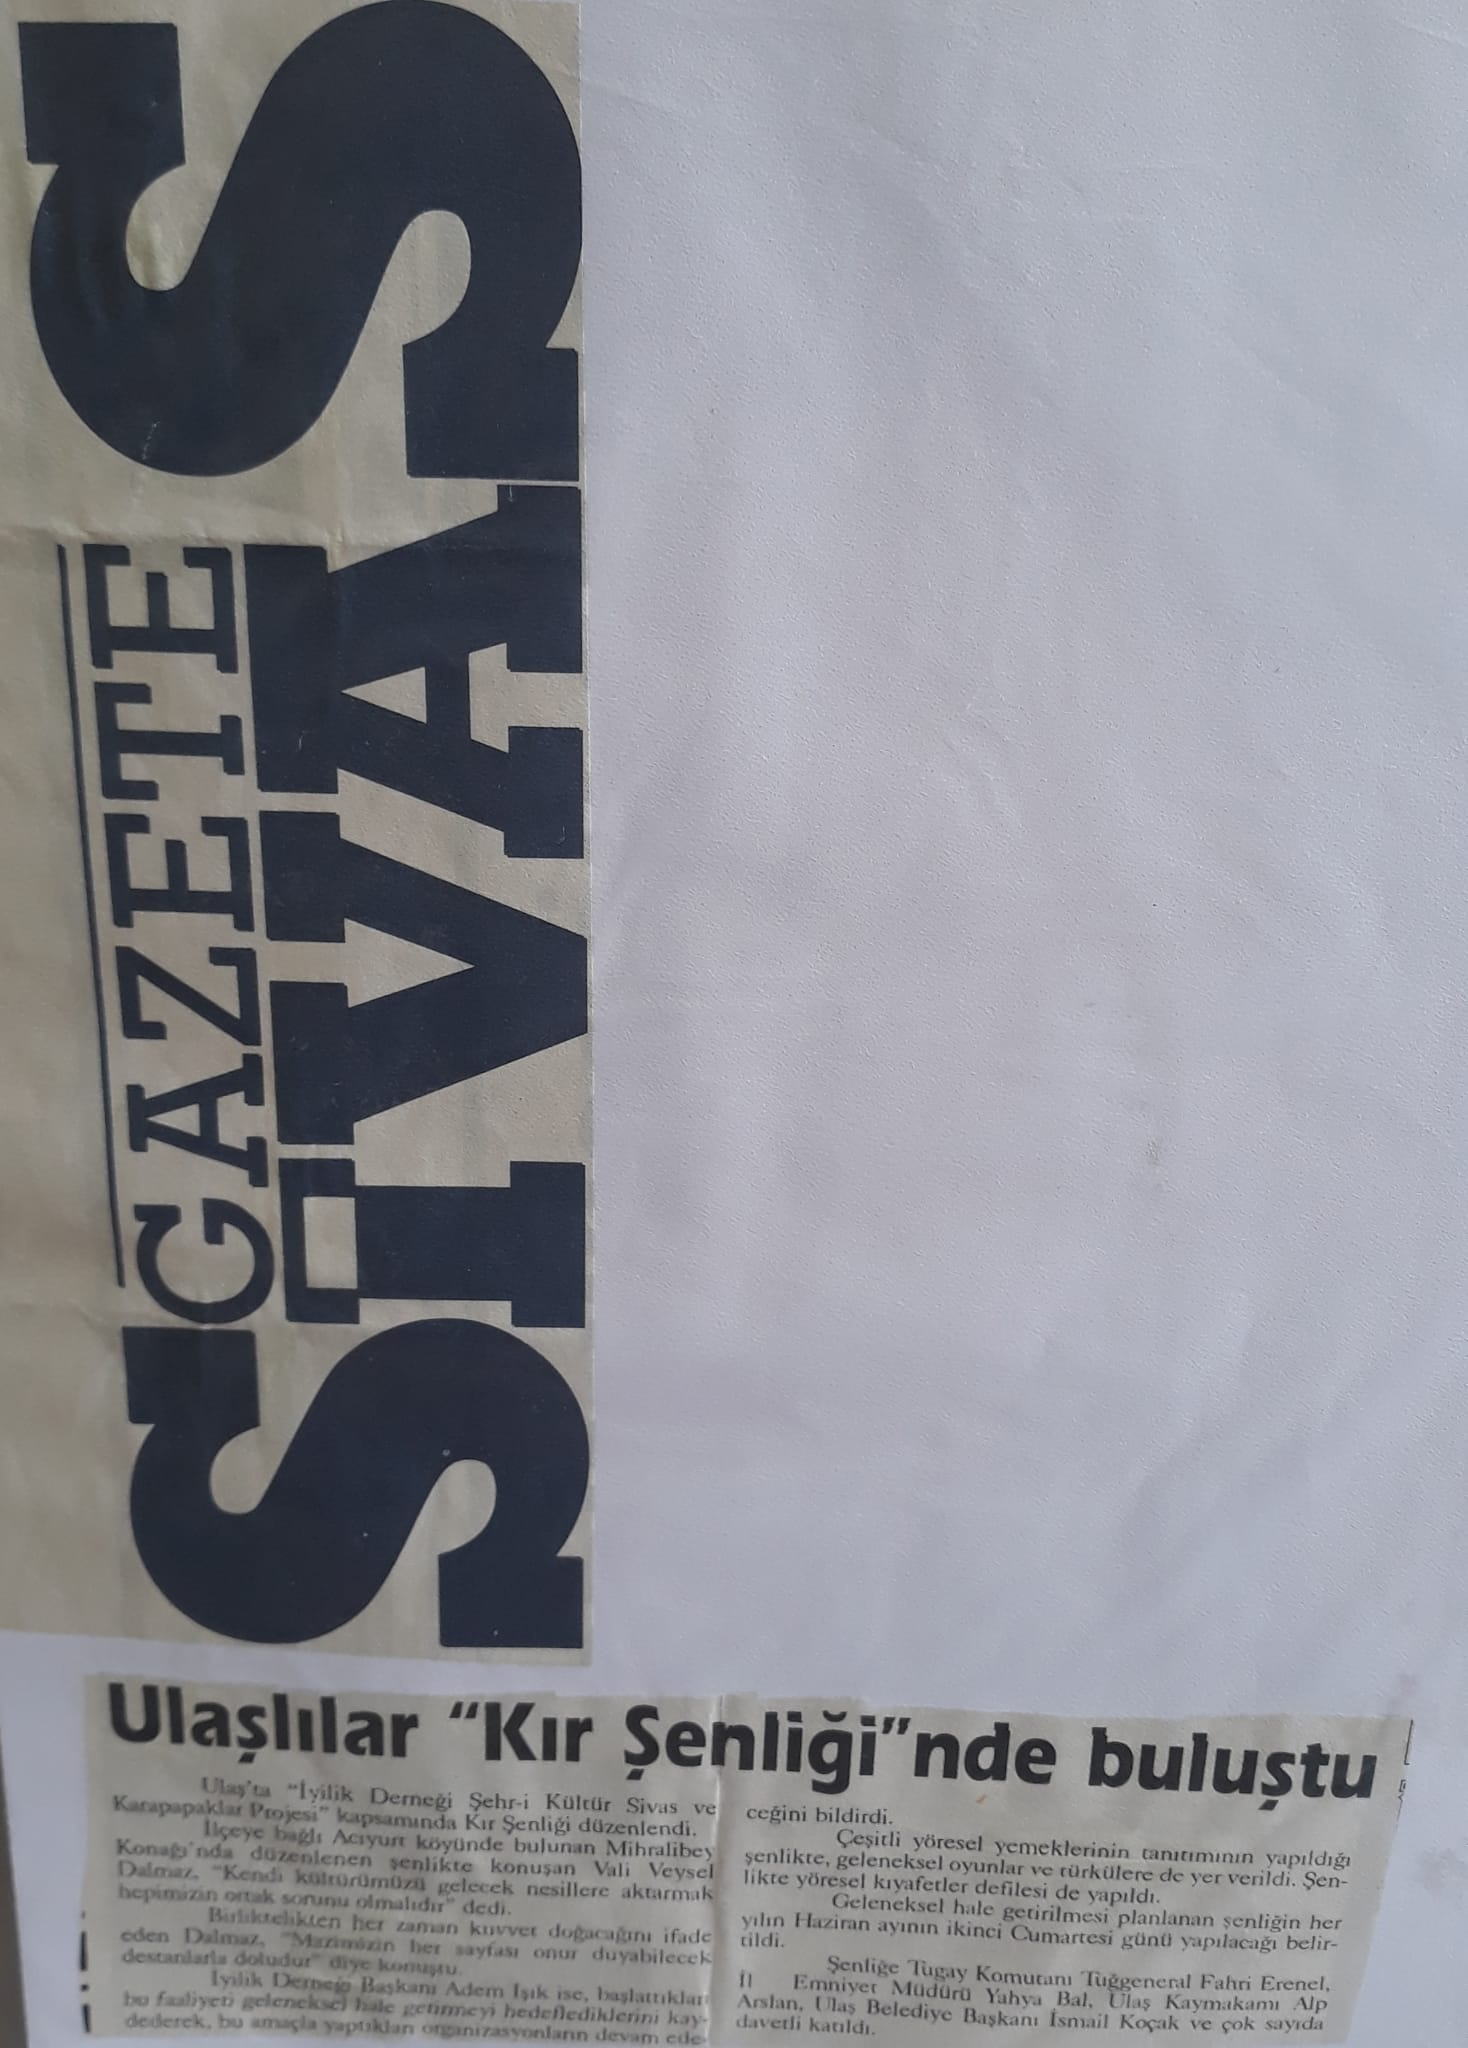 GAZETE
SİVAS
Ulaşlılar “Kır Şenliği”nde buluştu
Ulaş'ta “İyilik Derneği Şehr-i Kültür Sivas ve
Karapapaklar Projesi” kapsamında Kır Şenliği düzenlendi.
İlçeye bağlı Acıyurt köyünde bulunan Mihralibey
Konağı'nda düzenlenen şenlikte konuşan Vali Veysel
Dalmaz, “Kendi kültürümüzü gelecek nesillere aktarmak
hepimizin ortak sorunu olmalıdır” dedi.
Birliktelikten her zaman kuvvet doğacağını ifade
eden Dalmaz, “Mazimizin her sayfası onur duyabilecek
destanlarla doludur” diye konuştu.
İyilik Derneği Başkanı Adem Işık ise, başlattıkları
bu faaliyeti geleneksel hale getirmeyi hedeflediklerini kay-
dederek, bu amaçla yaptıkları organizasyonların devam ede-
ceğini bildirdi.
Çeşitli yöresel yemeklerinin tanıtımının yapıldığı
şenlikte, geleneksel oyunlar ve türkülere de yer verildi. Şen-
likte yöresel kıyafetler defilesi de yapıldı.
Geleneksel hale getirilmesi planlanan şenliğin her
yılın Haziran ayının ikinci Cumartesi günü yapılacağı belir-
tildi.
Şenliğe Tugay Komutanı Tuğgeneral Fahri Erenel,
İl Emniyet Müdürü Yahya Bal, Ulaş Kaymakamı Alp
Arslan, Ulaş Belediye Başkanı İsmail Koçak ve çok sayıda
davetli katıldı.